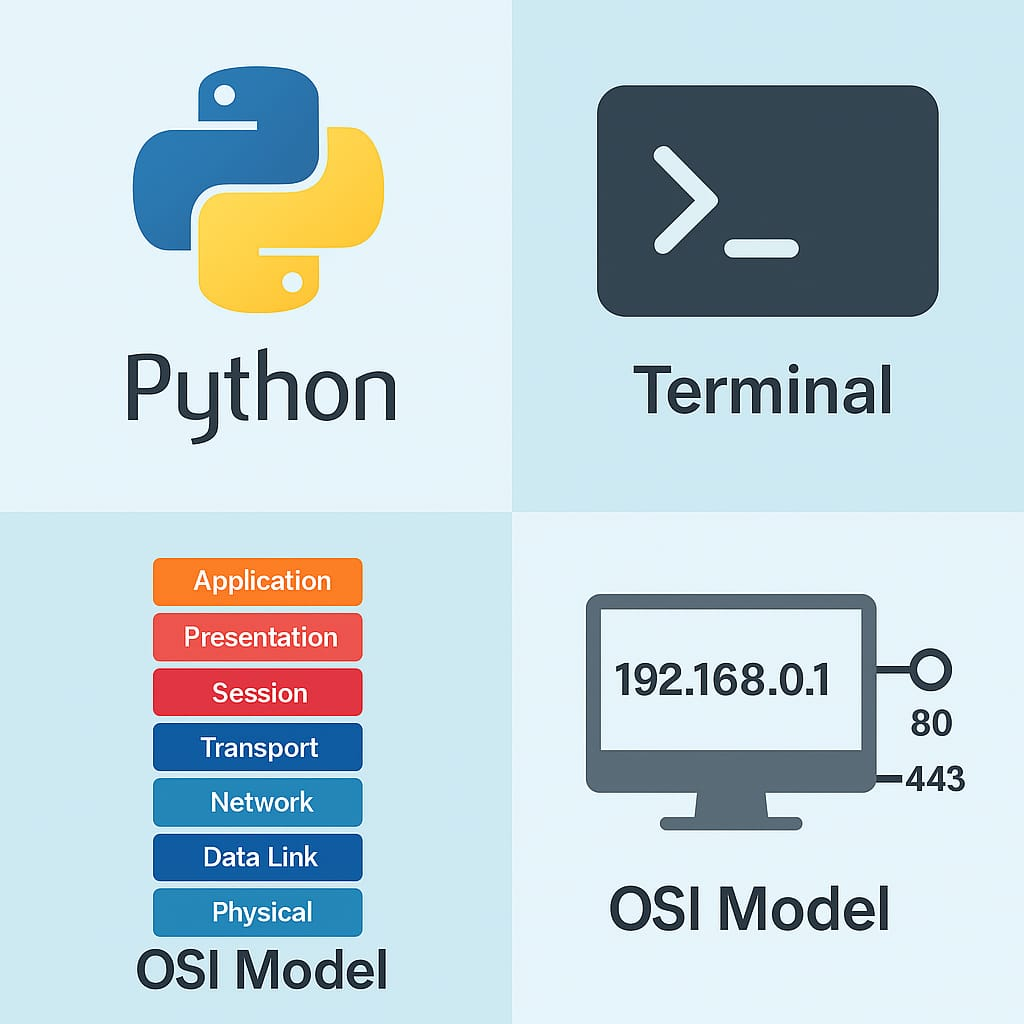 Python
Terminal
Application
Presentation
Session
Transport
Network
Data Link
Physical
OSI Model
192.168.0.1
80
443
OSI Model